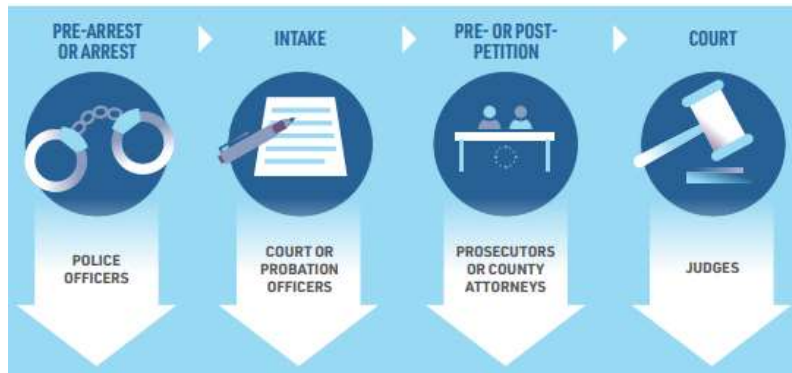 PRE-ARREST
OR ARREST
INTAKE
PRE- OR POST-
PETITION
COURT
POLICE
OFFICERS
COURT OR
PROBATION
OFFICERS
PROSECUTORS
OR COUNTY
ATTORNEYS
JUDGES